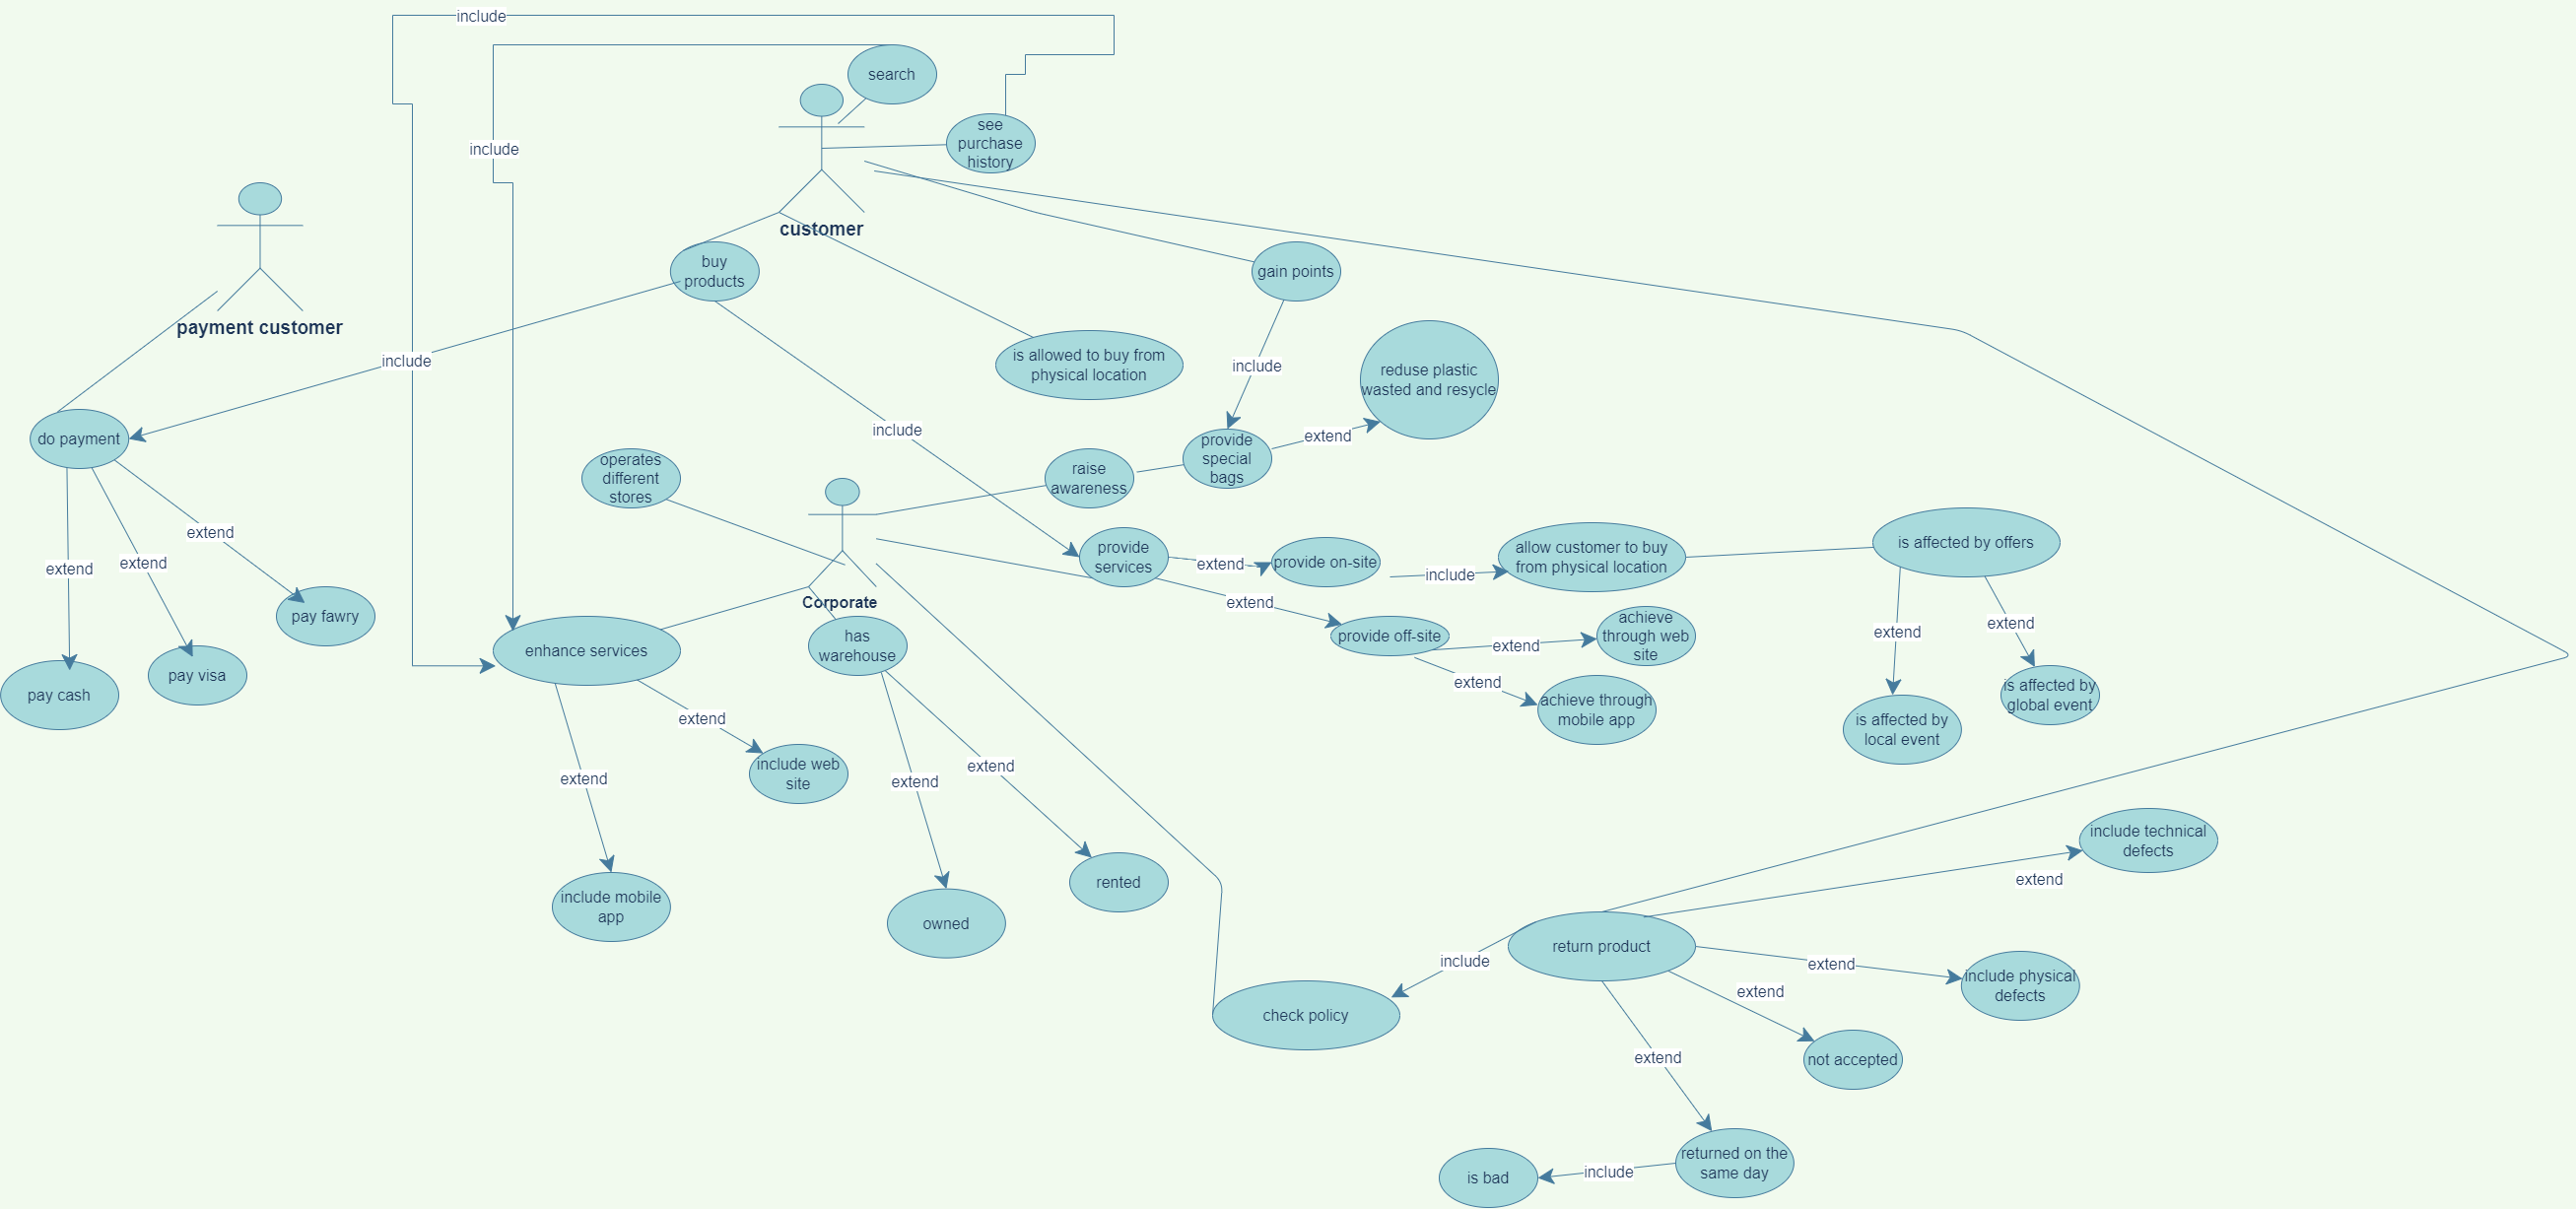 include
search
see
purchase
history
include
customer
payment customer
buy
products
gain points
include
is allowed to buy from
physical location
include
reduse plastic
wasted and resycle
do payment
include
extend
provide
special
bags
raise
awareness
operates
different
stores
extend
extend
extend
provide
services
extend
provide on-site
include
allow customer to buy
from physical location
is affected by offers
Corporate
extend
pay fawry
extend
extend
provide off-site
extend
achieve
through web
site
has
warehouse
enhance services
pay visa
pay cash
extend
achieve through
mobile app
is affected by
global event
is affected by
local event
extend
include web
site
extend
extend
extend
include technical
defects
extend
rented
include mobile
app
owned
return product
include
extend
include physical
defects
extend
check policy
extend
not accepted
returned on the
same day
include
is bad